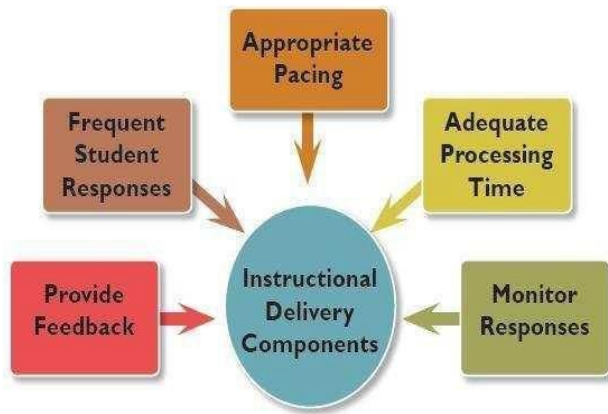 Appropriate
Pacing
Frequent
Student
Responses
Adequate
Processing
Time
Provide
Feedback
Instructional
Delivery
Components
Monitor
Responses